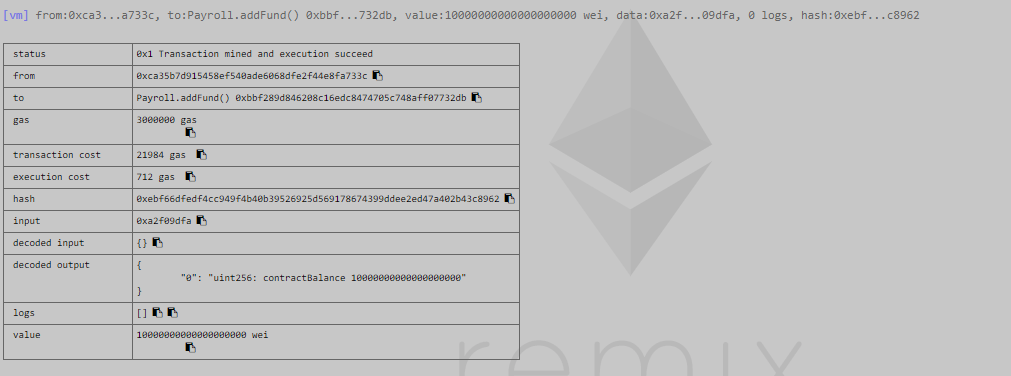 [vm] from:0xca3...a733c, to:Payroll.addFund() 0xbbf...732db, value:10000000000000000000 wei, data:0xa2f...09dfa, 0 logs, hash:0xebf...c8962
status 0x1 Transaction mined and execution succeed
from 0xca35b7d915458ef540ade6068dfe2f44e8fa733c
to Payroll.addFund() 0xbbf289d846208c16edc8474705c748aff07732db
gas 3000000 gas
transaction cost 21984 gas
execution cost 712 gas
hash 0xebf66dfedf4cc949f4b40b39526925d569178674399ddee2ed47a402b43c8962
input 0xa2f09dfa
decoded input {}
decoded output {
"0": "uint256: contractBalance 10000000000000000000"
}
logs []
value 10000000000000000000 wei
remix